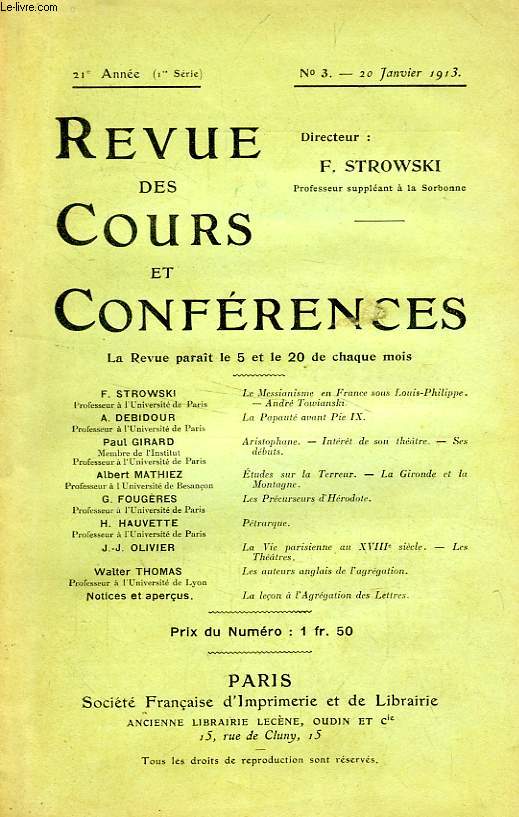 Le-livre.com
21e Année (1re Série)
No 3. — 20 Janvier 1913.
REVUE
DES
COURS
ET
CONFÉRENCES
Directeur :
F. STROWSKI
Professeur suppléant à la Sorbonne
La Revue paraît le 5 et le 20 de chaque mois
F. STROWSKI
Professeur à l'Université de Paris
Le Messianisme en France sous Louis-Philippe.
— André Towianski.
A. DEBIDOUR
Professeur à l'Université de Paris
La Papauté avant Pie IX.
Paul GIRARD
Membre de l'Institut
Professeur à l'Université de Paris
Aristophane. — Intérêt de son théâtre. — Ses
débuts.
Albert MATHIEZ
Professeur à l'Université de Besançon
Études sur la Terreur. — La Gironde et la
Montagne.
G. FOUGÈRES
Professeur à l'Université de Paris
Les Précurseurs d'Hérodote.
H. HAUVETTE
Professeur à l'Université de Paris
Pétrarque.
J.-J. OLIVIER
La Vie parisienne au XVIIIe siècle. — Les
Théâtres.
Walter THOMAS
Professeur à l'Université de Lyon
Les auteurs anglais de l'agrégation.
Notices et aperçus.
La leçon à l'Agrégation des Lettres.
Prix du Numéro : 1 fr. 50
PARIS
Société Française d'Imprimerie et de Librairie
ANCIENNE LIBRAIRIE LECÈNE, OUDIN ET Cie
15, rue de Cluny, 15
Tous les droits de reproduction sont réservés.